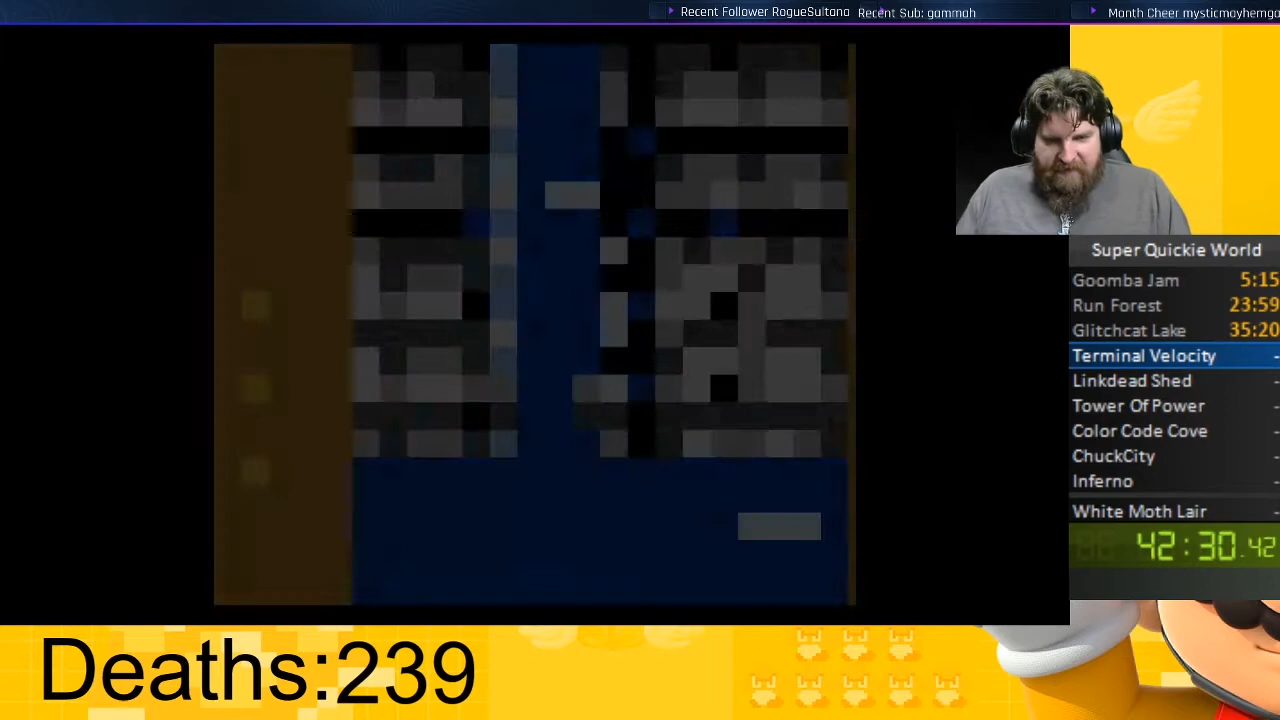 Recent Follower RogueSultana
Recent Sub: gammah
Month Cheer mysticmayhemga
Super Quickie World
Goomba Jam 5:15
Run Forest 23:59
Glitchcat Lake 35:20
Terminal Velocity -
Linkdead Shed -
Tower Of Power -
Color Code Cove -
ChuckCity -
Inferno -
White Moth Lair -
42:30.42
Deaths:239